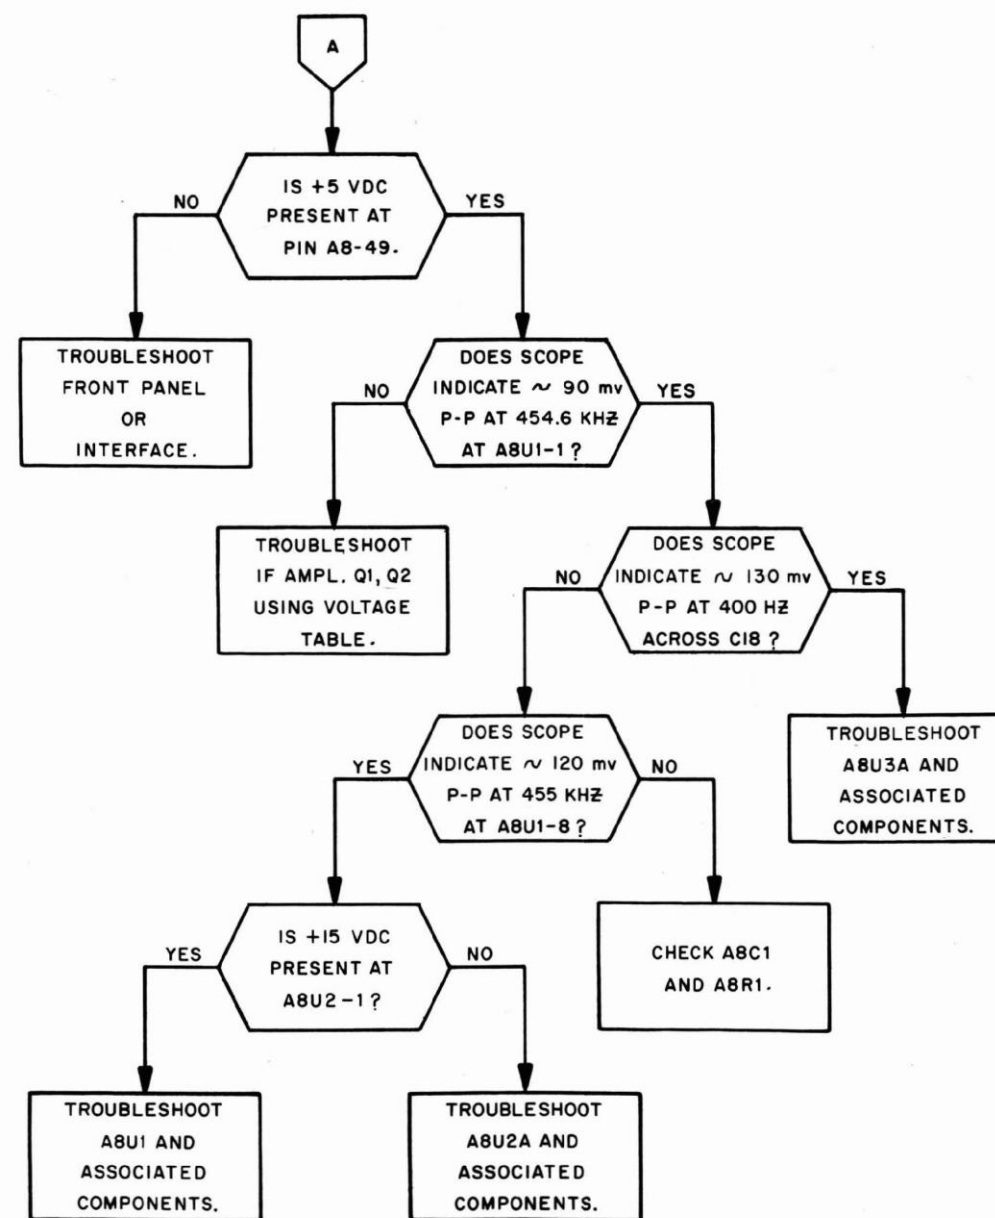 A
IS +5 VDC
PRESENT AT
PIN A8-49.
NO
YES
TROUBLESHOOT
FRONT PANEL
OR
INTERFACE.
DOES SCOPE
INDICATE ~ 90 mv
P-P AT 454.6 KHZ
AT A8U1-1?
NO
YES
TROUBLESHOOT
IF AMPL. Q1, Q2
USING VOLTAGE
TABLE.
DOES SCOPE
INDICATE ~ 130 mv
P-P AT 400 HZ
ACROSS C18?
NO
YES
DOES SCOPE
INDICATE ~ 120 mv
P-P AT 455 KHZ
AT A8U1-8?
YES
NO
TROUBLESHOOT
A8U3A AND
ASSOCIATED
COMPONENTS.
IS +15 VDC
PRESENT AT
A8U2-1?
YES
NO
CHECK A8C1
AND A8R1.
TROUBLESHOOT
A8U1 AND
ASSOCIATED
COMPONENTS.
TROUBLESHOOT
A8U2A AND
ASSOCIATED
COMPONENTS.